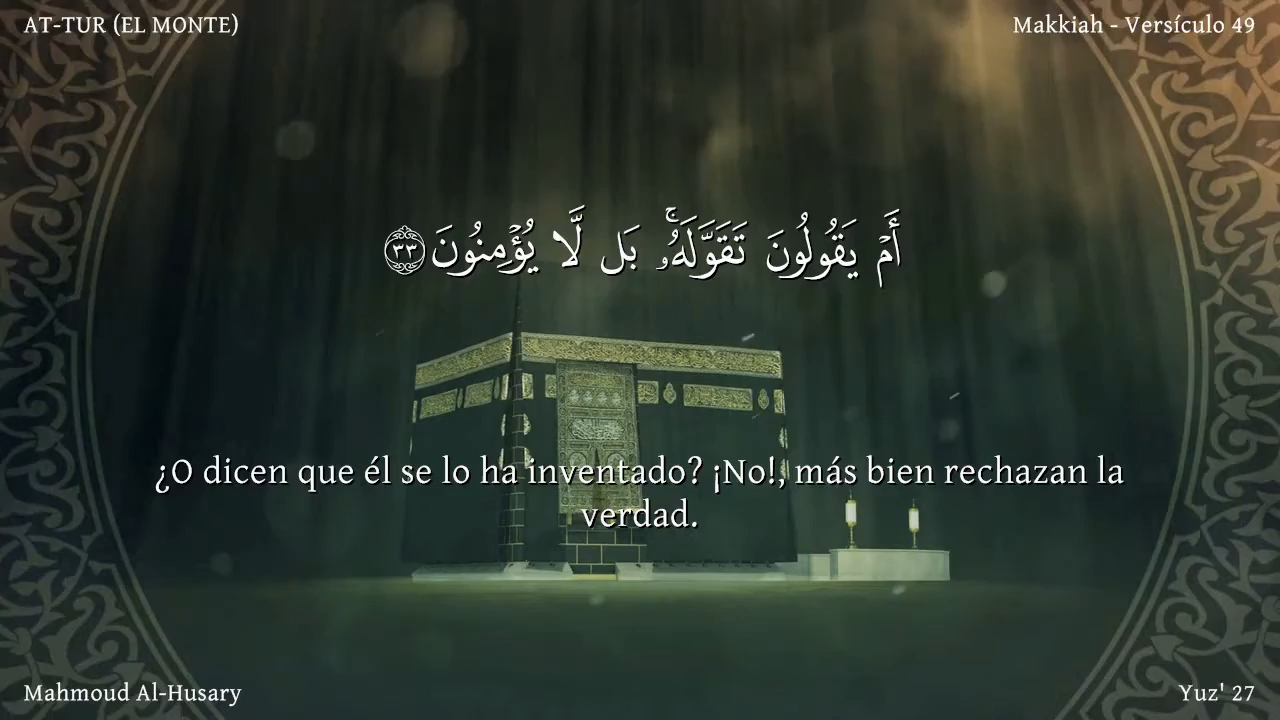 AT-TUR (EL MONTE)
Makkiah - Versículo 49
أَمْ يَقُولُونَ تَقَوَّلَهُۥ ۚ بَل لَّا يُؤْمِنُونَ ٣٣
¿O dicen que él se lo ha inventado? ¡No!, más bien rechazan la
verdad.
Mahmoud Al-Husary
Yuz' 27